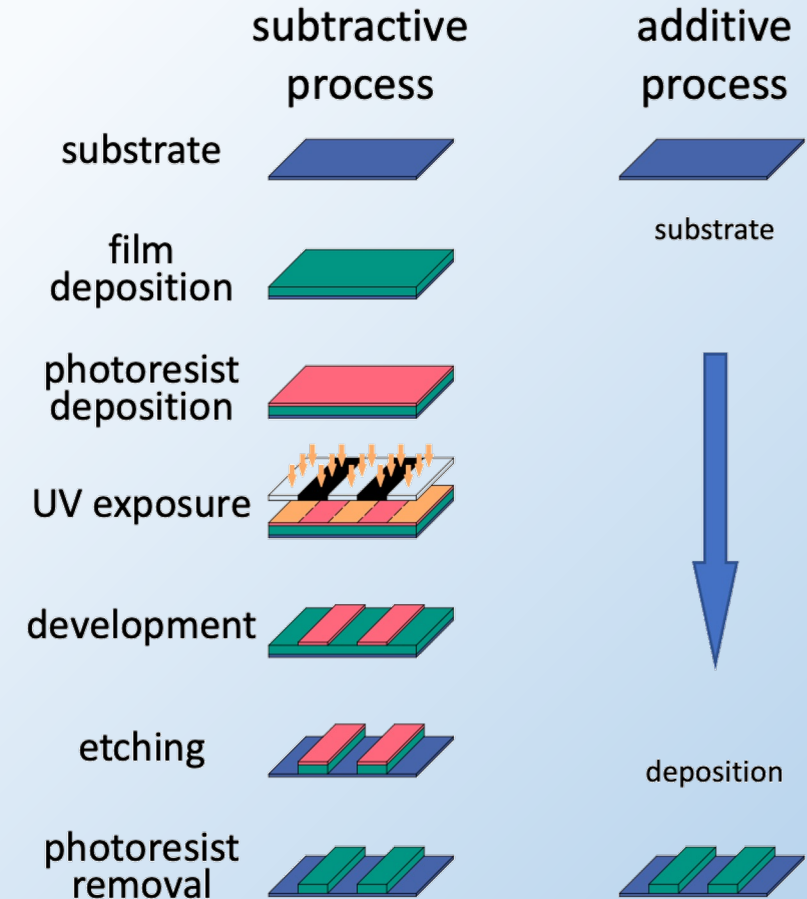 subtractive
process
additive
process
substrate
substrate
film
deposition
photoresist
deposition
UV exposure
development
etching
deposition
photoresist
removal